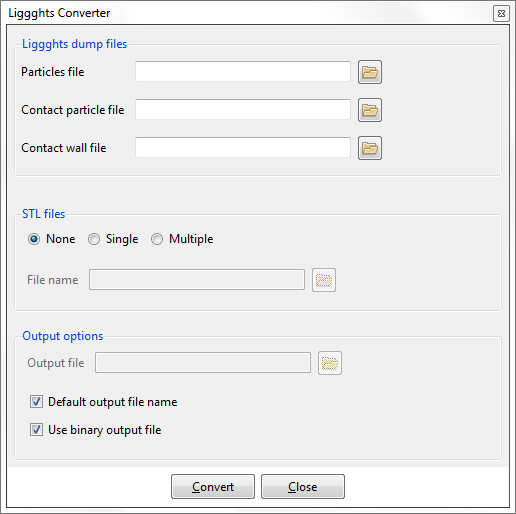 Liggghts Converter
Liggghts dump files
Particles file
Contact particle file
Contact wall file
STL files
None Single Multiple
File name
Output options
Output file
Default output file name
Use binary output file
Convert Close